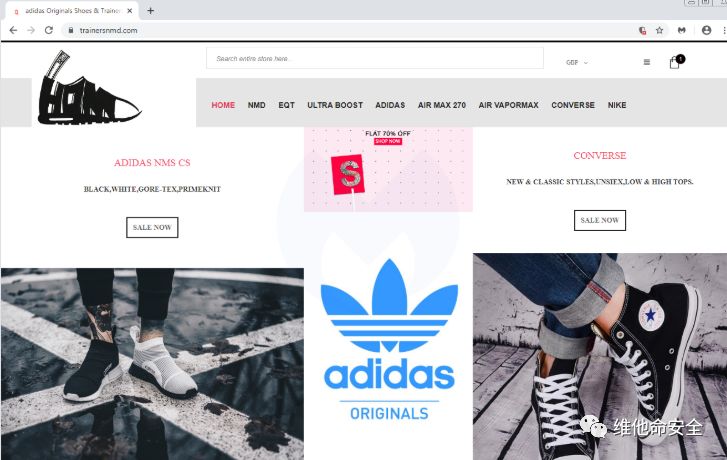 adidas Originals Shoes & Trainer
trainersnmd.com
Search entire store here...
GBP
HOME NMD EQT ULTRA BOOST ADIDAS AIR MAX 270 AIR VAPORMAX CONVERSE NIKE
FLAT 70% OFF
SHOP NOW
S
ADIDAS NMS CS
BLACK,WHITE,GORE-TEX,PRIMEKNIT
SALE NOW
CONVERSE
NEW & CLASSIC STYLES,UNSIEX,LOW & HIGH TOPS.
SALE NOW
adidas
ORIGINALS
维他命安全